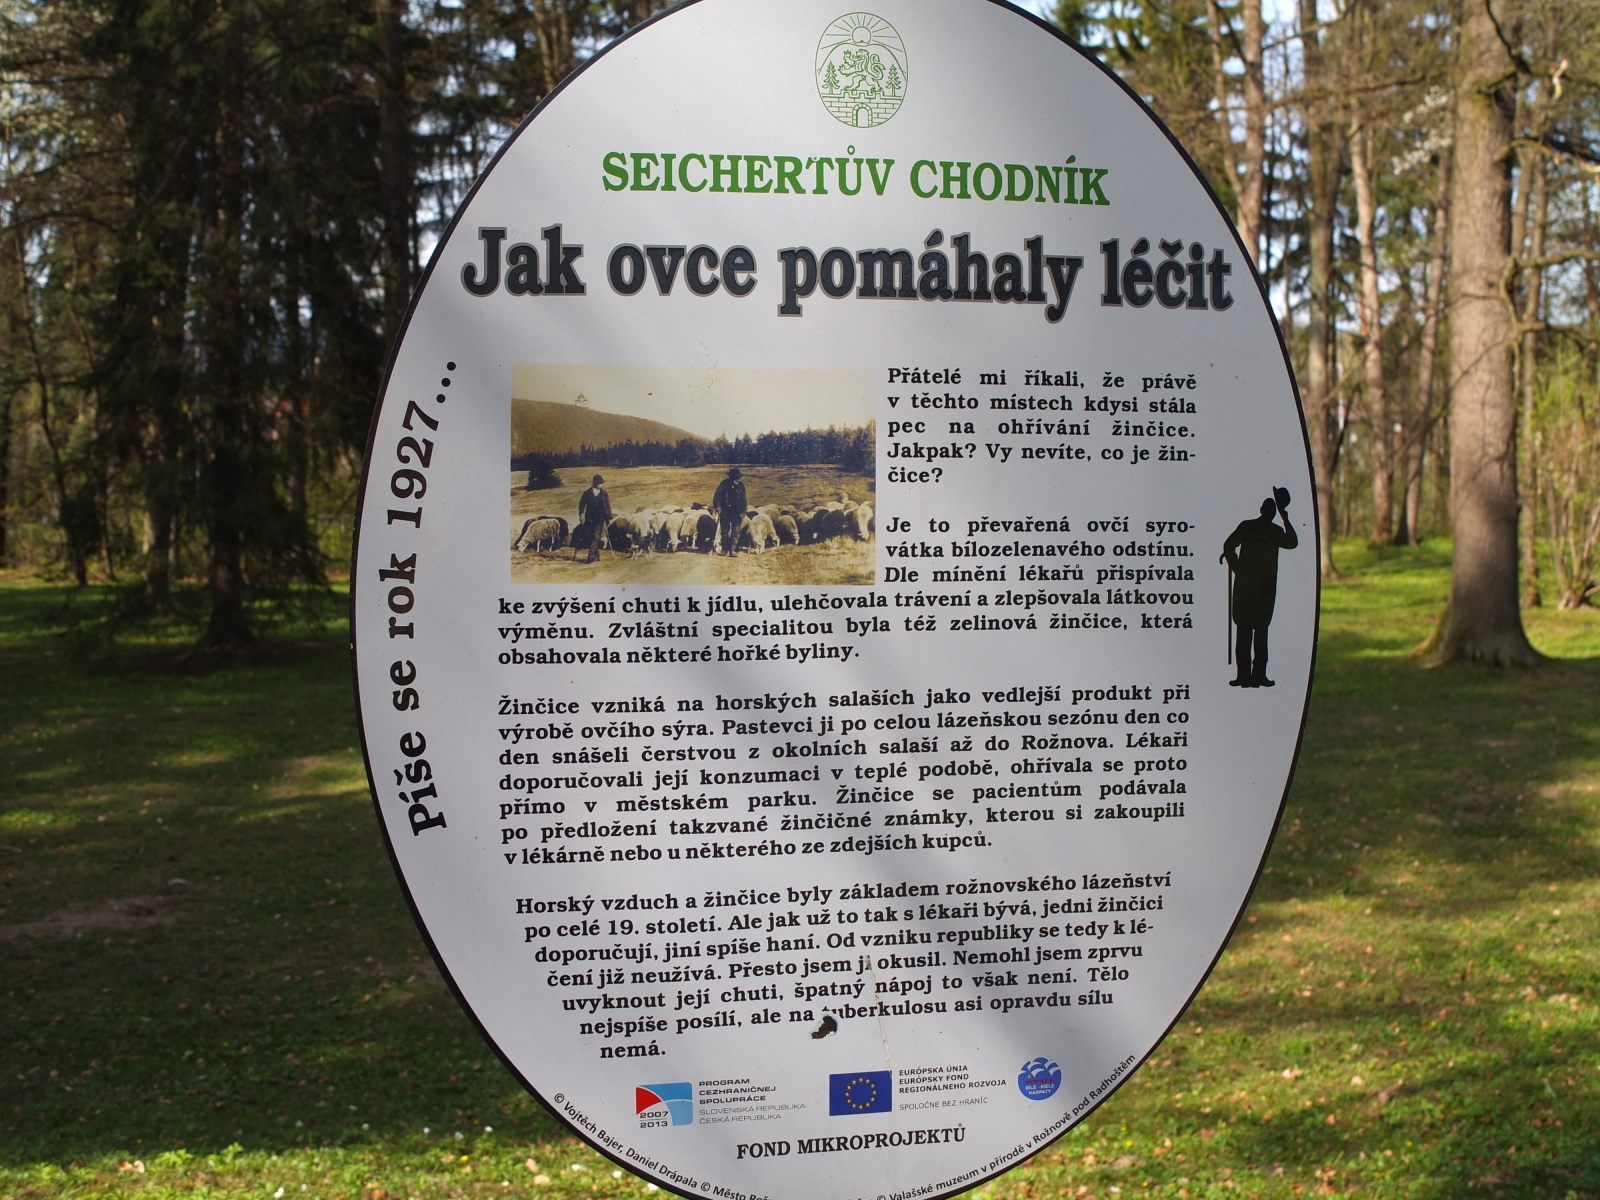 SEICHERTŮV CHODNÍK
Jak ovce pomáhaly léčit
Píše se rok 1927...
Přátelé mi říkali, že právě
v těchto místech kdysi stála
pec na ohřívání žinčice.
Jakpak? Vy nevíte, co je žin-
čice?
Je to převařená ovčí syro-
vátka bílozelenavého odstínu.
Dle mínění lékařů přispívala
ke zvýšení chuti k jídlu, ulehčovala trávení a zlepšovala látkovou
výměnu. Zvláštní specialitou byla též zelinová žinčice, která
obsahovala některé hořké byliny.
Žinčice vzniká na horských salaších jako vedlejší produkt při
výrobě ovčího sýra. Pastevci ji po celou lázeňskou sezónu den co
den snášeli čerstvou z okolních salaší až do Rožnova. Lékaři
doporučovali její konzumaci v teplé podobě, ohřívala se proto
přímo v městském parku. Žinčice se pacientům podávala
po předložení takzvané žinčičné známky, kterou si zakoupili
v lékárně nebo u některého ze zdejších kupců.
Horský vzduch a žinčice byly základem rožnovského lázeňství
po celé 19. století. Ale jak už to tak s lékaři bývá, jedni žinčici
doporučují, jiní spíše haní. Od vzniku republiky se tedy k lé-
čení již neužívá. Přesto jsem ji okusil. Nemohl jsem zprvu
uvyknout její chuti, špatný nápoj to však není. Tělo
nejspíše posílí, ale na tuberkulosu asi opravdu sílu
nemá.
2007
2013
PROGRAM
CEZHRANIČNEJ
SPOLUPRÁCE
SLOVENSKÁ REPUBLIKA
ČESKÁ REPUBLIKA
EURÓPSKA ÚNIA
EURÓPSKY FOND
REGIONÁLNEHO ROZVOJA
SPOLOČNE BEZ HRANÍC
BÍLÉ - BIELE
KARPATY
FOND MIKROPROJEKTŮ
© Vojtěch Bajer, Daniel Drápala © Město © Valašské muzeum v přírodě v Rožnově pod Radhoštěm